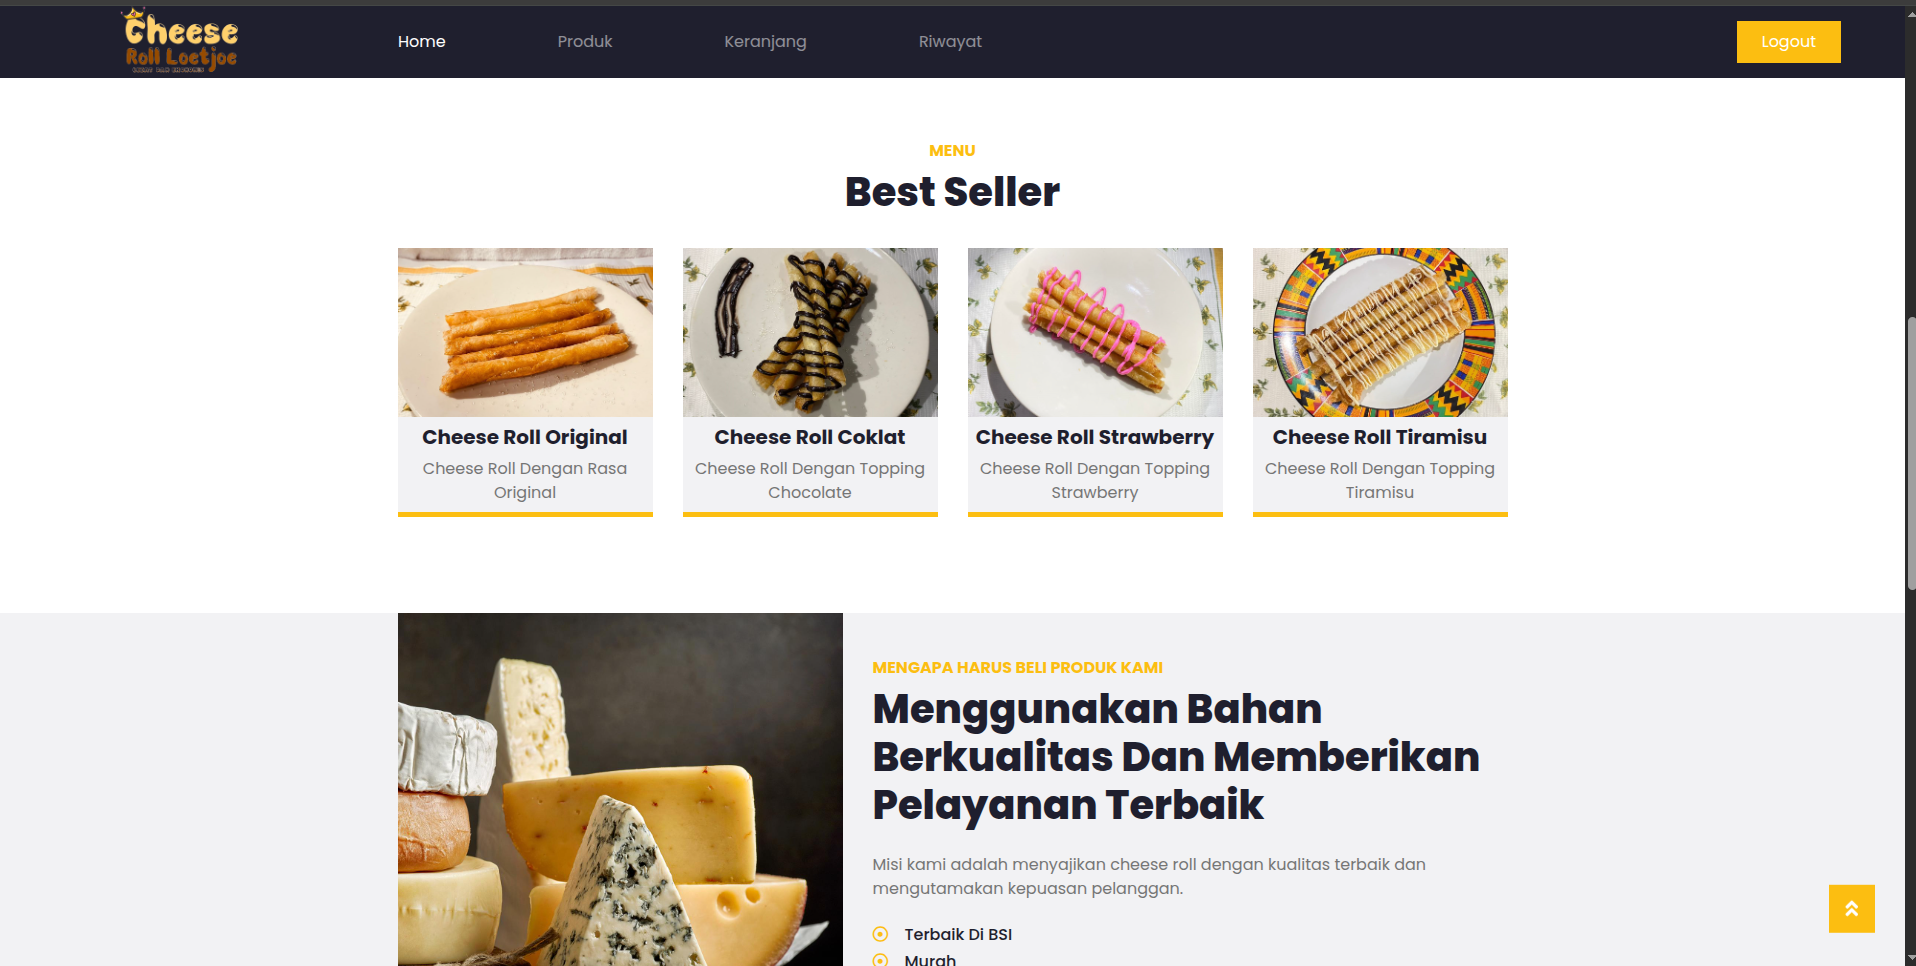 Cheese
Roll Loetjoe
Home
Produk
Keranjang
Riwayat
Logout
MENU
Best Seller
Cheese Roll Original
Cheese Roll Dengan Rasa
Original
Cheese Roll Coklat
Cheese Roll Dengan Topping
Chocolate
Cheese Roll Strawberry
Cheese Roll Dengan Topping
Strawberry
Cheese Roll Tiramisu
Cheese Roll Dengan Topping
Tiramisu
MENGAPA HARUS BELI PRODUK KAMI
Menggunakan Bahan
Berkualitas Dan Memberikan
Pelayanan Terbaik
Misi kami adalah menyajikan cheese roll dengan kualitas terbaik dan
mengutamakan kepuasan pelanggan.
Terbaik Di BSI
Murah